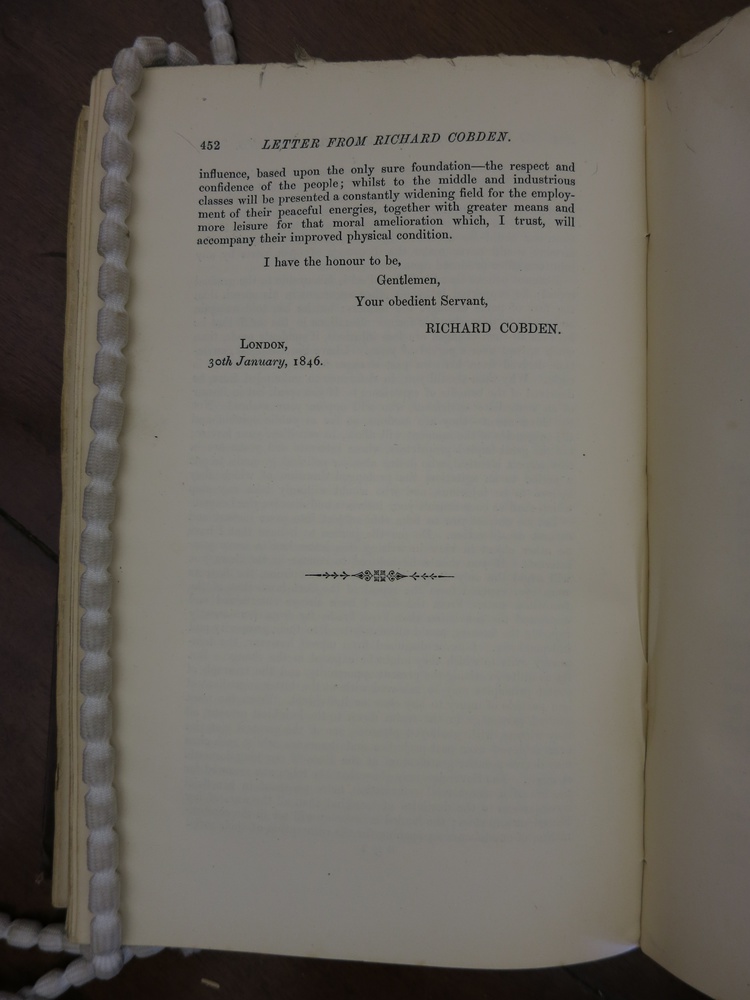 452 LETTER FROM RICHARD COBDEN.
influence, based upon the only sure foundation—the respect and
confidence of the people; whilst to the middle and industrious
classes will be presented a constantly widening field for the employ-
ment of their peaceful energies, together with greater means and
more leisure for that moral amelioration which, I trust, will
accompany their improved physical condition.
I have the honour to be,
Gentlemen,
Your obedient Servant,
RICHARD COBDEN.
London,
30th January, 1846.